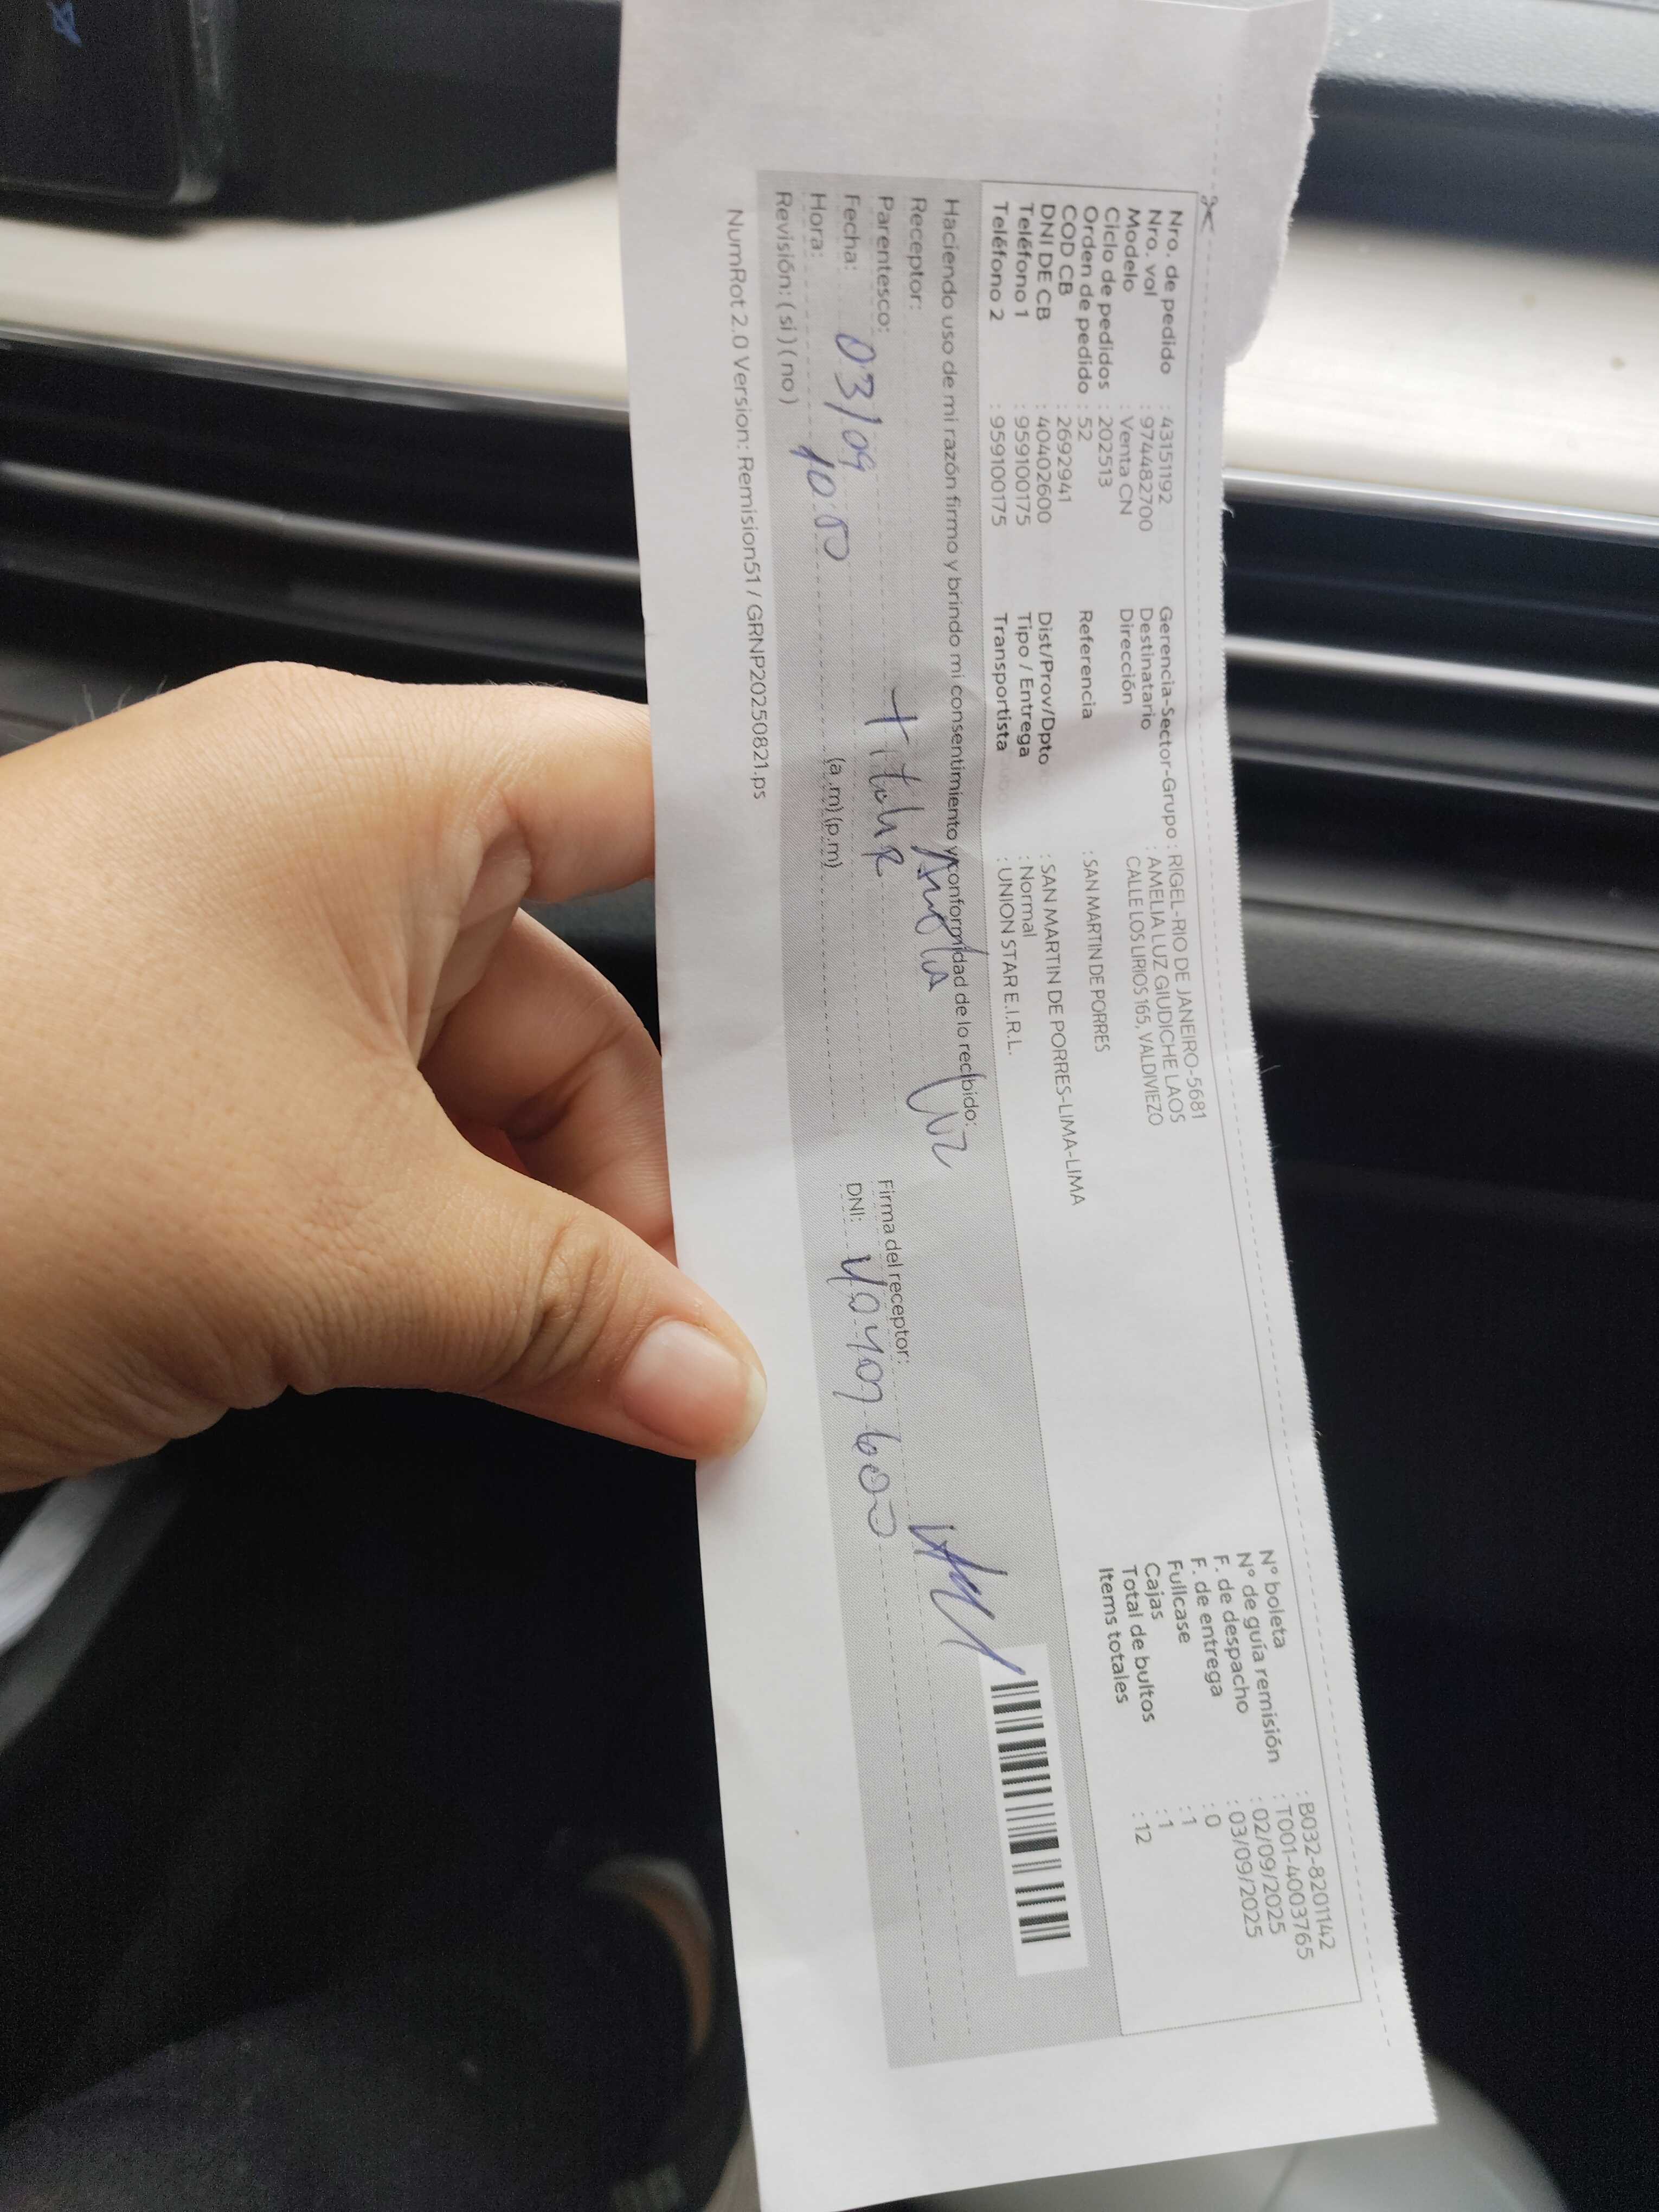 Nro. de pedido : 43151192
Nro. vol : 974482700
Modelo : Venta CN
Ciclo de pedidos : 202513
Orden de pedido : 52
COD CB : 2692941
DNI DE CB : 40402600
Teléfono 1 : 959100175
Teléfono 2 : 959100175
Gerencia-Sector-Grupo : RIGEL-RIO DE JANEIRO-5681
Destinatario : AMELIA LUZ GIUDICHE LAOS
Dirección : CALLE LOS LIRIOS 165, VALDIVIEZO
Referencia : SAN MARTIN DE PORRES
Dist/Prov/Dpto : SAN MARTIN DE PORRES-LIMA-LIMA
Tipo / Entrega : Normal
Transportista : UNION STAR E.I.R.L.
N° boleta : B032-8201142
N° de guía remisión : T001-4003765
F. de despacho : 02/09/2025
F. de entrega : 03/09/2025
Fullcase : 0
Cajas : 1
Total de bultos : 1
Items totales : 12
Haciendo uso de mi razón firmo y brindo mi consentimiento y conformidad de lo recibido:
Receptor: Amelia Luz
Parentesco: Titular
Fecha: 03/09
Hora: 10:50 (a.m) (p.m)
Revisión: ( si ) ( no )
Firma del receptor:
DNI: 40402600
NumRot 2.0 Version: Remision51 / GRNP20250821.ps